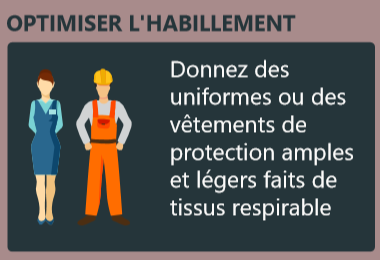 OPTIMISER L'HABILLEMENT
Donnez des
uniformes ou des
vêtements de
protection amples
et légers faits de
tissus respirable